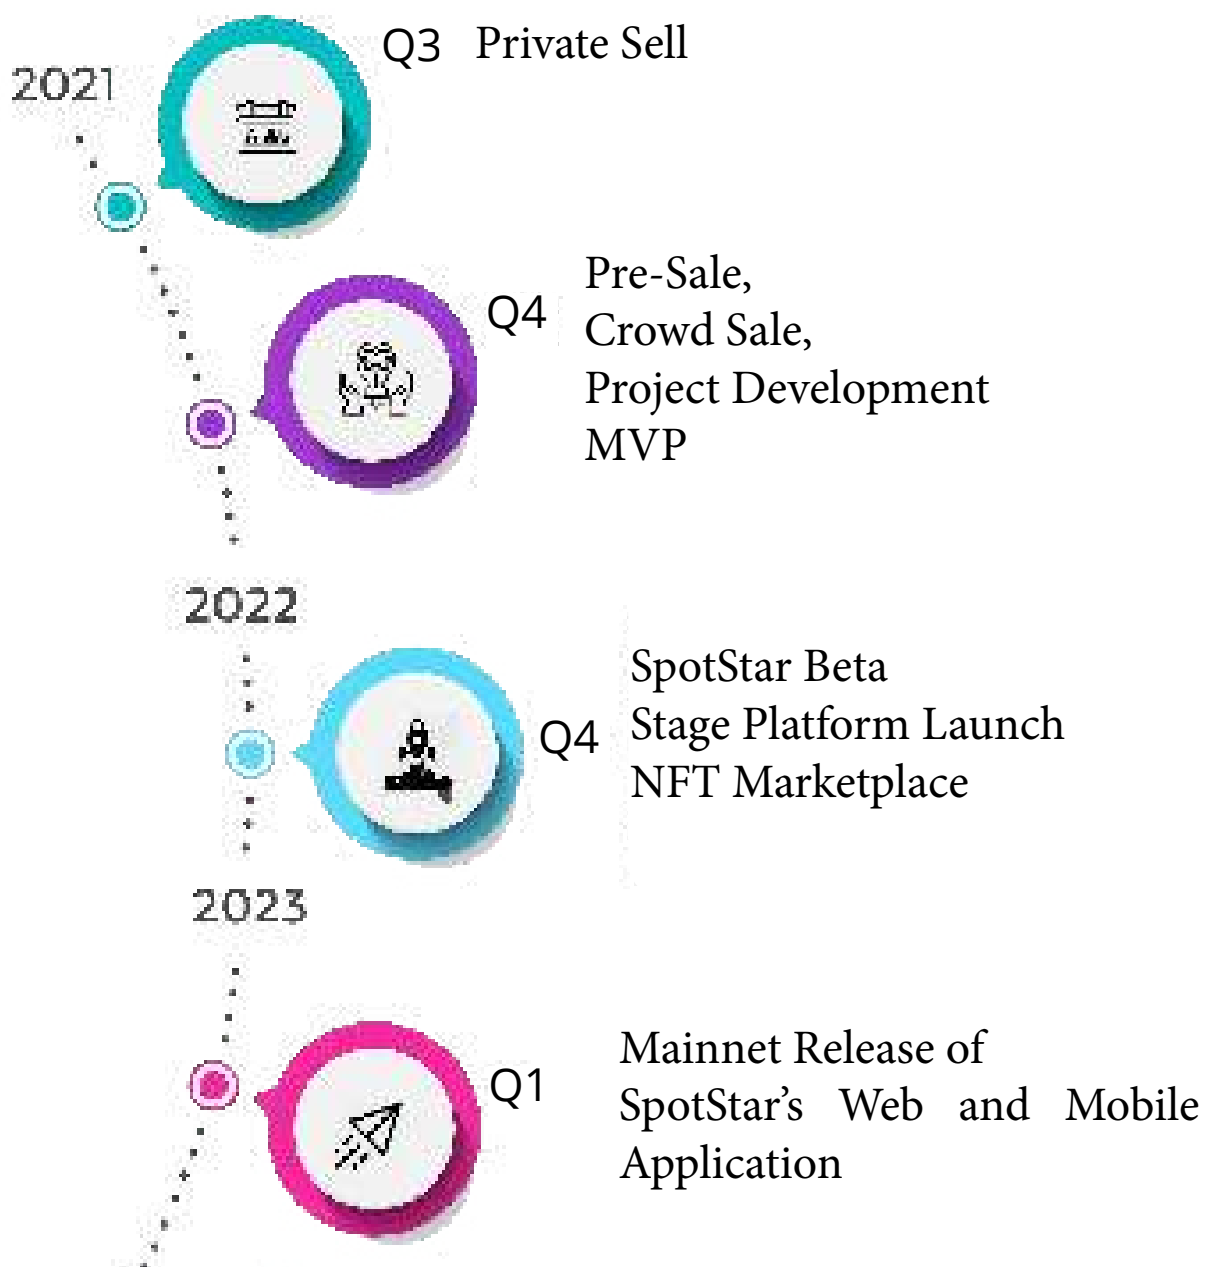 2021
Q3 Private Sell
Q4
Pre-Sale,
Crowd Sale,
Project Development
MVP
2022
Q4
SpotStar Beta
Stage Platform Launch
NFT Marketplace
2023
Q1
Mainnet Release of
SpotStar’s Web and Mobile
Application